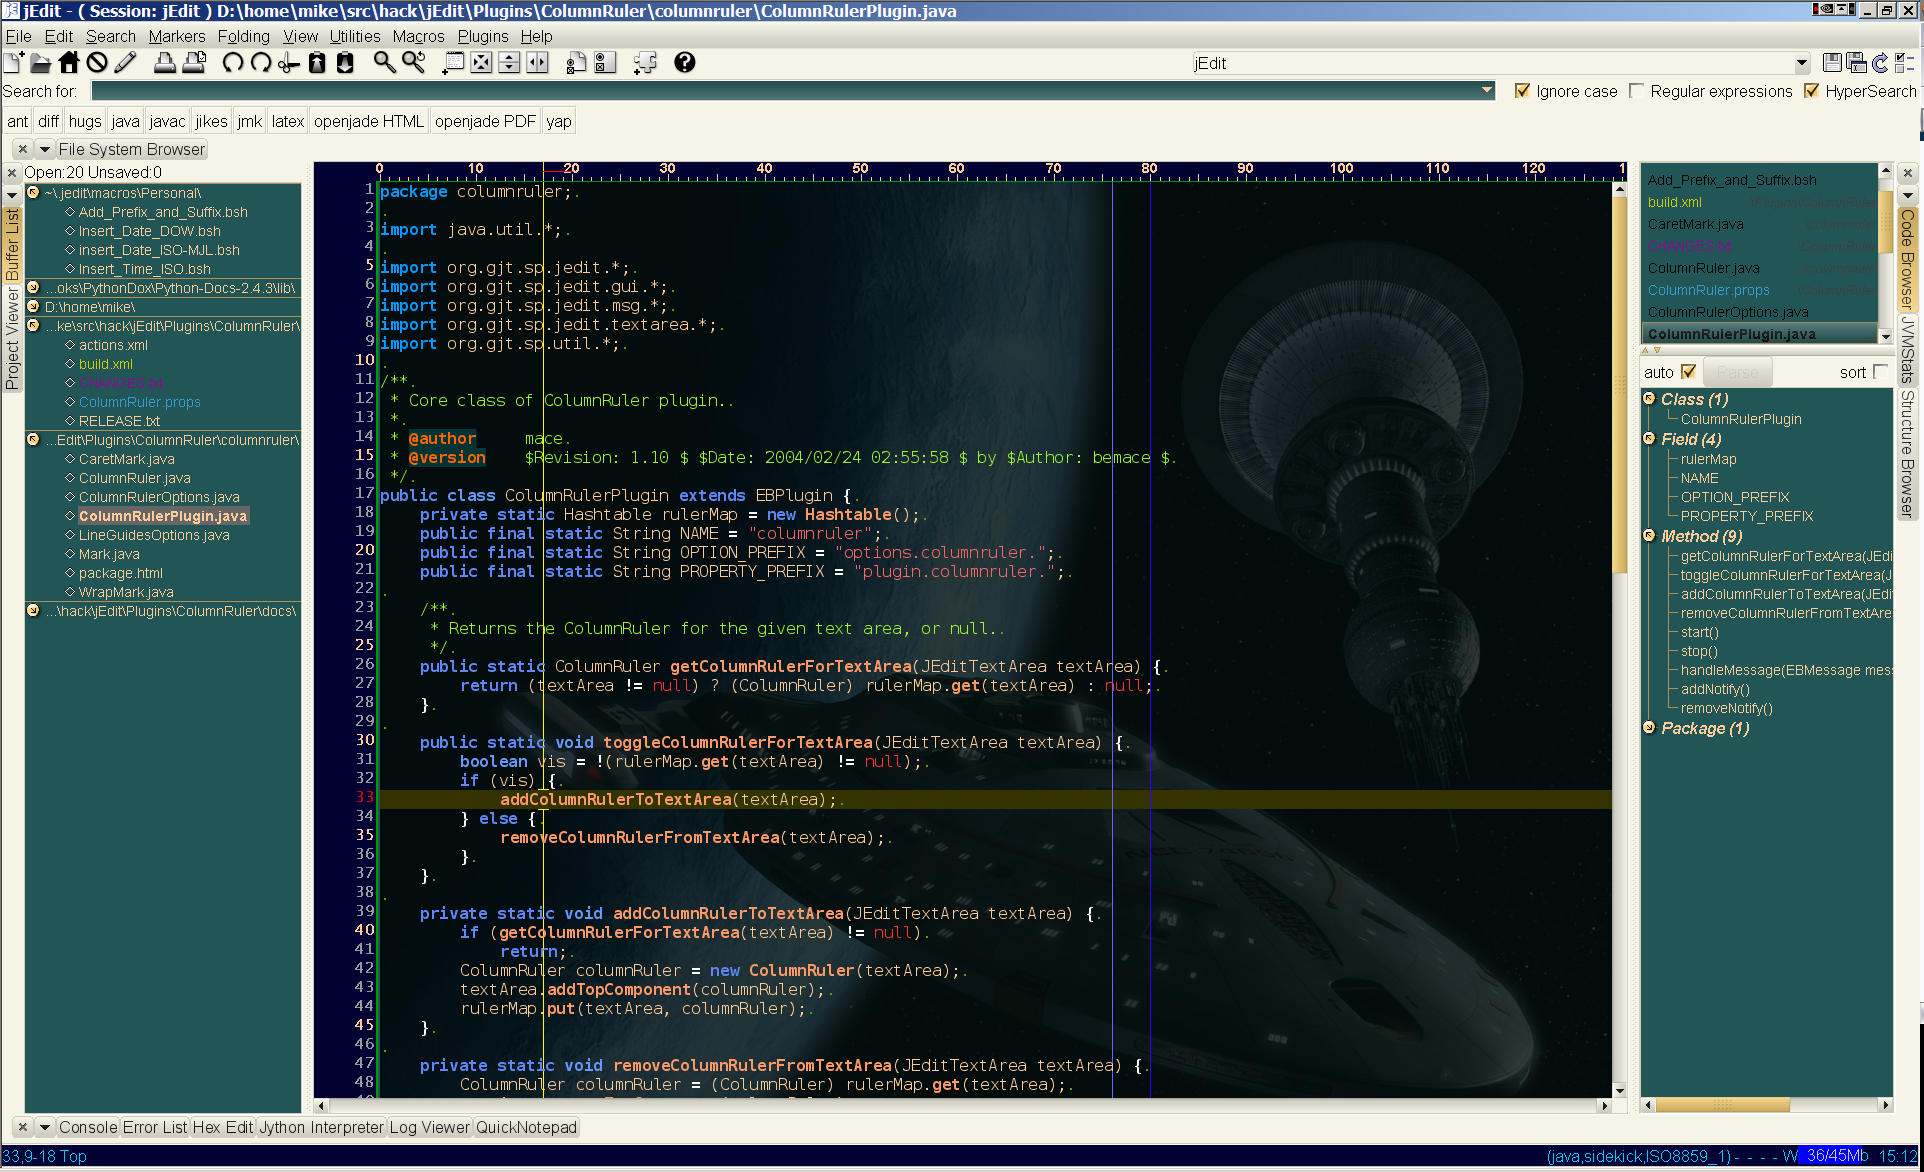 jEdit - ( Session: jEdit ) D:\home\mike\src\hack\jEdit\Plugins\ColumnRuler\columnruler\ColumnRulerPlugin.java
File Edit Search Markers Folding View Utilities Macros Plugins Help
jEdit
Search for: Ignore case Regular expressions HyperSearch
ant diff hugs java javac jikes jmk latex openjade HTML openjade PDF yap
File System Browser
Open:20 Unsaved:0
Buffer List
Project Viewer
~\.jedit\macros\Personal\
Add_Prefix_and_Suffix.bsh
Insert_Date_DOW.bsh
insert_Date_ISO-MJL.bsh
Insert_Time_ISO.bsh
...oks\PythonDox\Python-Docs-2.4.3\lib\
D:\home\mike\
...ke\src\hack\jEdit\Plugins\ColumnRuler\
actions.xml
build.xml
ColumnRuler.props
RELEASE.txt
...Edit\Plugins\ColumnRuler\columnruler\
CaretMark.java
ColumnRuler.java
ColumnRulerOptions.java
ColumnRulerPlugin.java
LineGuidesOptions.java
Mark.java
package.html
WrapMark.java
...\hack\jEdit\Plugins\ColumnRuler\docs\
0 10 20 30 40 50 60 70 80 90 100 110 120 1
1 package columnruler;.
2 .
3 import java.util.*;.
4 .
5 import org.gjt.sp.jedit.*;.
6 import org.gjt.sp.jedit.gui.*;.
7 import org.gjt.sp.jedit.msg.*;.
8 import org.gjt.sp.jedit.textarea.*;.
9 import org.gjt.sp.util.*;.
10 .
11 /**.
12 * Core class of ColumnRuler plugin..
13 *.
14 * @author mace.
15 * @version $Revision: 1.10 $ $Date: 2004/02/24 02:55:58 $ by $Author: bemace $.
16 */.
17 public class ColumnRulerPlugin extends EBPlugin {.
18 private static Hashtable rulerMap = new Hashtable();.
19 public final static String NAME = "columnruler";.
20 public final static String OPTION_PREFIX = "options.columnruler.";.
21 public final static String PROPERTY_PREFIX = "plugin.columnruler.";.
22 .
23 /**.
24 * Returns the ColumnRuler for the given text area, or null..
25 */.
26 public static ColumnRuler getColumnRulerForTextArea(JEditTextArea textArea) {.
27 return (textArea != null) ? (ColumnRuler) rulerMap.get(textArea) : null;.
28 }.
29 .
30 public static void toggleColumnRulerForTextArea(JEditTextArea textArea) {.
31 boolean vis = !(rulerMap.get(textArea) != null);.
32 if (vis) {.
33 addColumnRulerToTextArea(textArea);.
34 } else {.
35 removeColumnRulerFromTextArea(textArea);.
36 }.
37 }.
38 .
39 private static void addColumnRulerToTextArea(JEditTextArea textArea) {.
40 if (getColumnRulerForTextArea(textArea) != null).
41 return;.
42 ColumnRuler columnRuler = new ColumnRuler(textArea);.
43 textArea.addTopComponent(columnRuler);.
44 rulerMap.put(textArea, columnRuler);.
45 }.
46 .
47 private static void removeColumnRulerFromTextArea(JEditTextArea textArea) {.
48 ColumnRuler columnRuler = (ColumnRuler) rulerMap.get(textArea);.
Add_Prefix_and_Suffix.bsh
build.xml
CaretMark.java
ColumnRuler.java
ColumnRuler.props
ColumnRulerOptions.java
ColumnRulerPlugin.java
auto Parse sort
Class (1)
ColumnRulerPlugin
Field (4)
rulerMap
NAME
OPTION_PREFIX
PROPERTY_PREFIX
Method (9)
getColumnRulerForTextArea(JEdi
toggleColumnRulerForTextArea(J
addColumnRulerToTextArea(JEdi
removeColumnRulerFromTextAre
start()
stop()
handleMessage(EBMessage mes
addNotify()
removeNotify()
Package (1)
Code Browser
JVMStats
Structure Browser
Console Error List Hex Edit Jython Interpreter Log Viewer QuickNotepad
33,9-18 Top (java,sidekick,ISO8859_1) - - - - W 36/45Mb 15:12